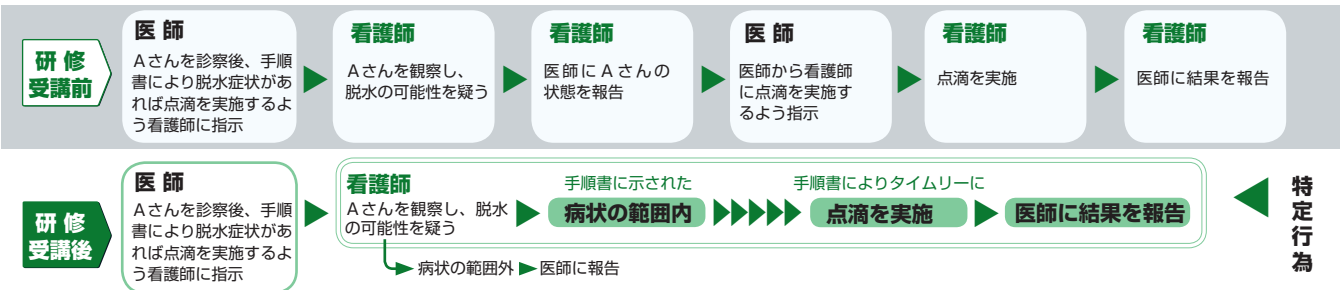 研 修
受講前
医 師
Aさんを診察後、手順
書により脱水症状があ
れば点滴を実施するよ
う看護師に指示
看護師
Aさんを観察し、
脱水の可能性を疑う
看護師
医師にAさんの
状態を報告
医 師
医師から看護師
に点滴を実施す
るよう指示
看護師
点滴を実施
看護師
医師に結果を報告
研 修
受講後
医 師
Aさんを診察後、手順
書により脱水症状があ
れば点滴を実施するよ
う看護師に指示
看護師
Aさんを観察し、脱水
の可能性を疑う
手順書に示された
病状の範囲内
手順書によりタイムリーに
点滴を実施
医師に結果を報告
病状の範囲外
医師に報告
特定行為